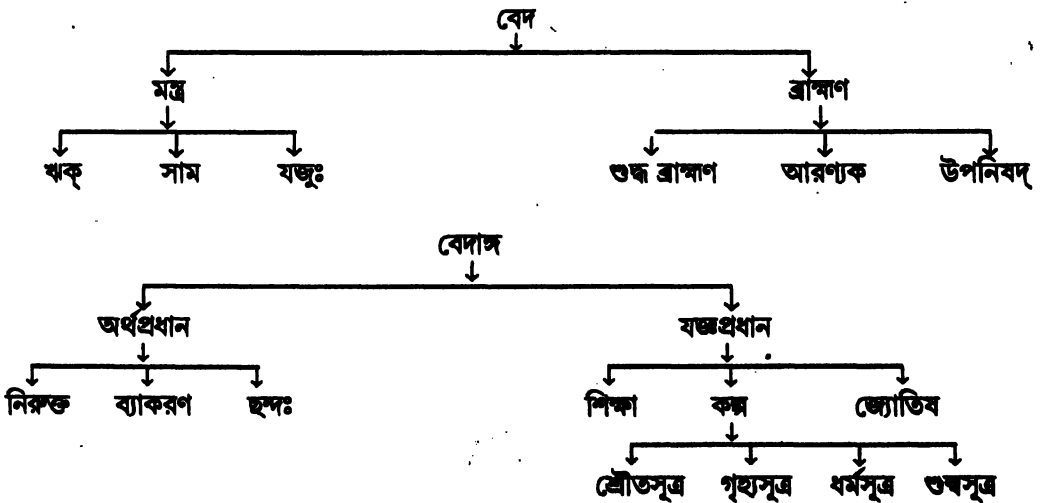 বেদ
মন্ত্র ব্রাহ্মণ
ঋক্ সাম যজুঃ শুদ্ধ ব্রাহ্মণ আরণ্যক উপনিষদ্
বেদাঙ্গ
অর্থপ্রধান যজ্ঞপ্রধান
নিরুক্ত ব্যাকরণ ছন্দঃ শিক্ষা কল্প জ্যোতিষ
শ্রৌতসূত্র গৃহ্যসূত্র ধর্মসূত্র শুল্বসূত্র